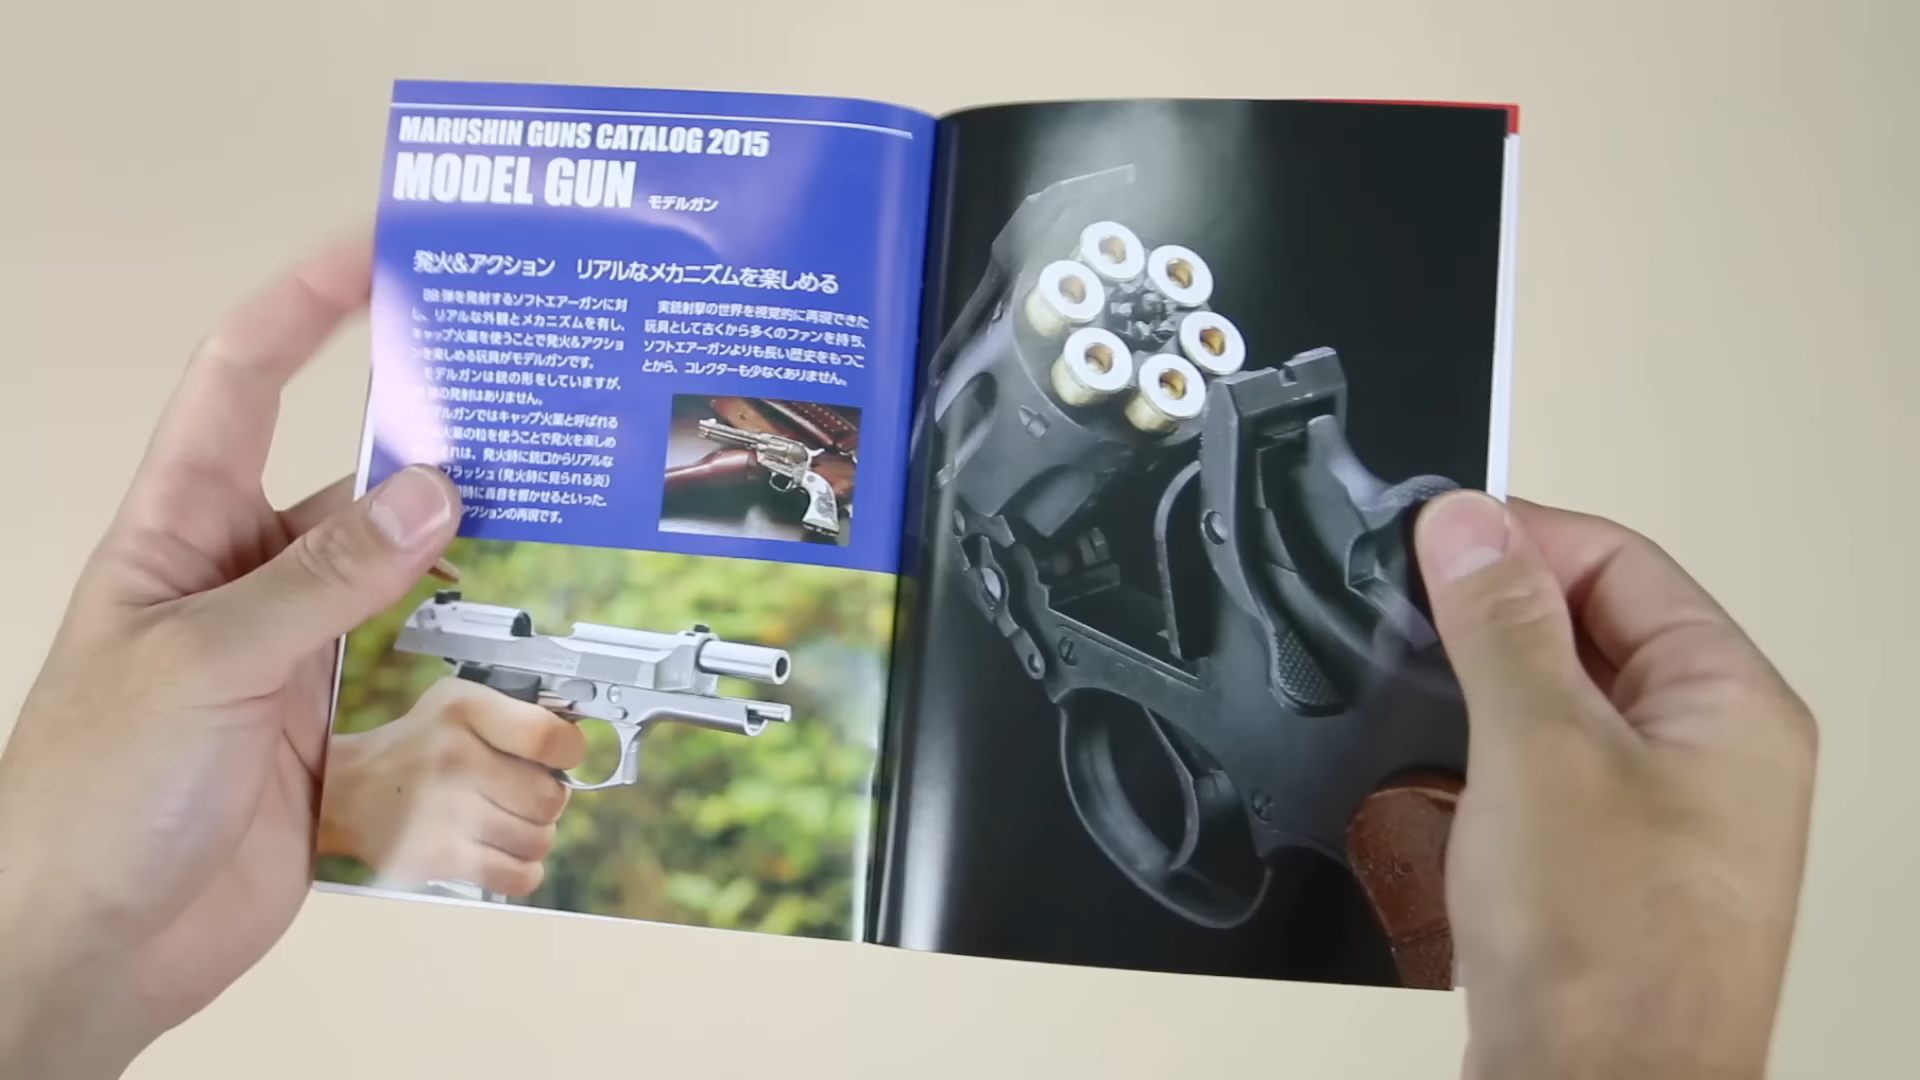 MARUSHIN GUNS CATALOG 2015
MODEL GUN モデルガン
発火&アクション リアルなメカニズムを楽しめる
BB弾を発射するソフトエアーガンに対
し、リアルな外観とメカニズムを有し、
キャップ火薬を使うことで発火&アクショ
ンを楽しめる玩具がモデルガンです。
モデルガンは銃の形をしていますが、
の発射はありません。
デルガンではキャップ火薬と呼ばれる
火薬の粒を使うことで発火を楽しめ
れは、発火時に銃口からリアルな
フラッシュ(発火時に見られる炎)
時に轟音を響かせるといった、
アクションの再現です。
実銃射撃の世界を視覚的に再現できた
玩具として古くから多くのファンを持ち、
ソフトエアーガンよりも長い歴史をもつこ
とから、コレクターも少なくありません。